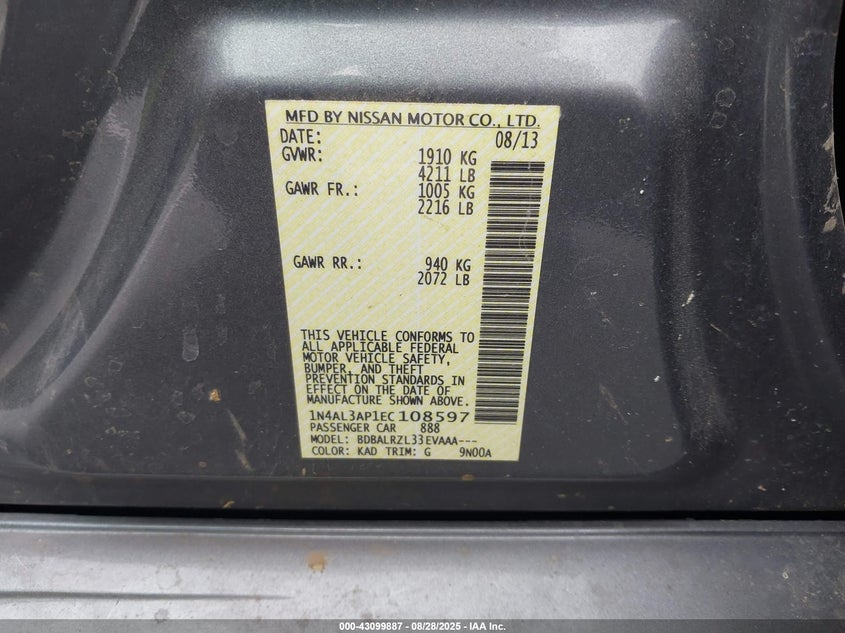 MFD BY NISSAN MOTOR CO., LTD.
DATE: 08/13
GVWR: 1910 KG
4211 LB
GAWR FR.: 1005 KG
2216 LB
GAWR RR.: 940 KG
2072 LB
THIS VEHICLE CONFORMS TO
ALL APPLICABLE FEDERAL
MOTOR VEHICLE SAFETY,
BUMPER, AND THEFT
PREVENTION STANDARDS IN
EFFECT ON THE DATE OF
MANUFACTURE SHOWN ABOVE.
1N4AL3AP1EC108597
PASSENGER CAR 888
MODEL: BDBALRZL33EVAAA---
COLOR: KAD TRIM: G 9N00A
000-43099887 - 08/28/2025 - IAA Inc.